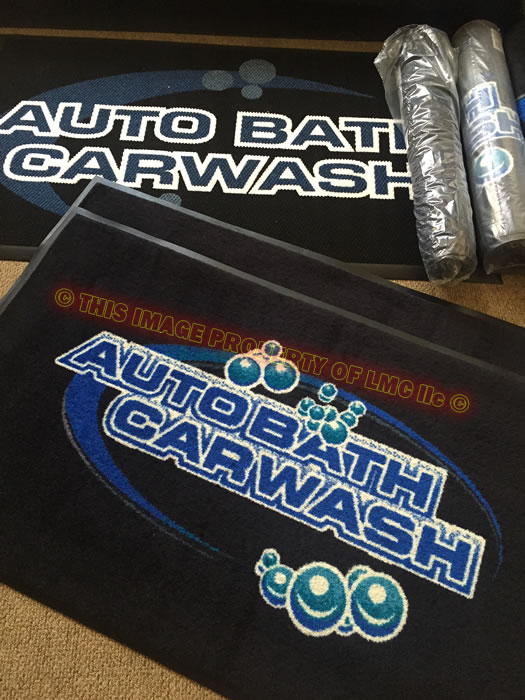 AUTO BATH
CARWASH
© THIS IMAGE PROPERTY OF LMC llc ©
AUTOBATH
CARWASH